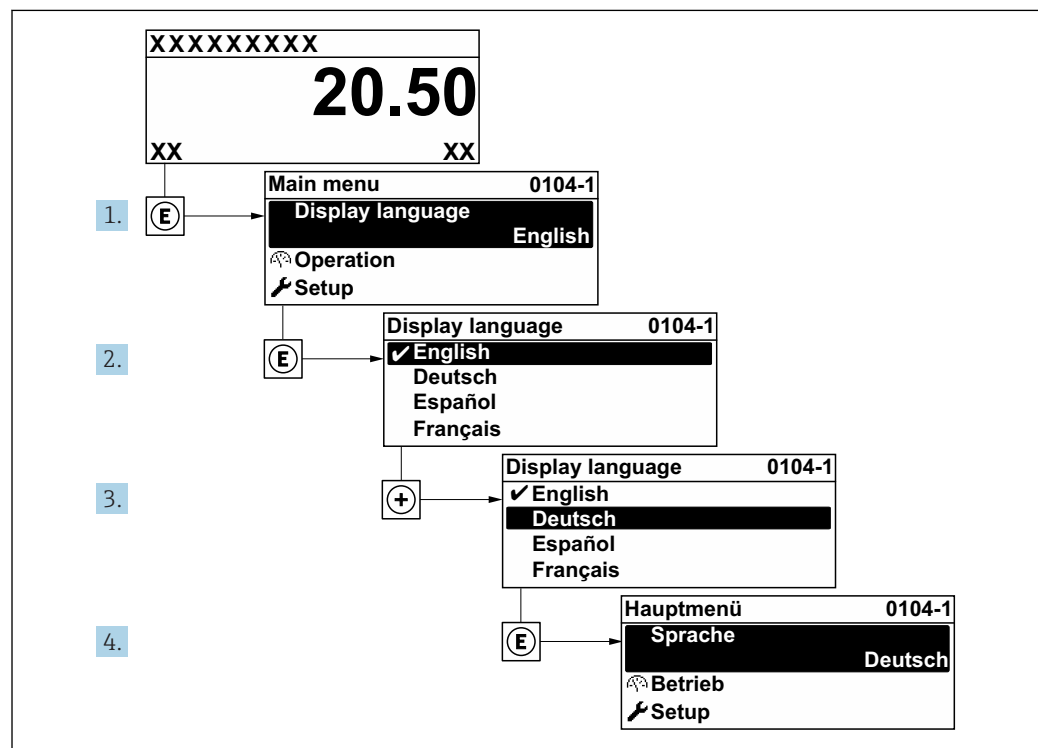 XXXXXXXXX
20.50
XX XX
1.
E
Main menu 0104-1
Display language
English
Operation
Setup
2.
E
Display language 0104-1
✔ English
Deutsch
Español
Français
3.
+
Display language 0104-1
✔ English
Deutsch
Español
Français
4.
E
Hauptmenü 0104-1
Sprache
Deutsch
Betrieb
Setup